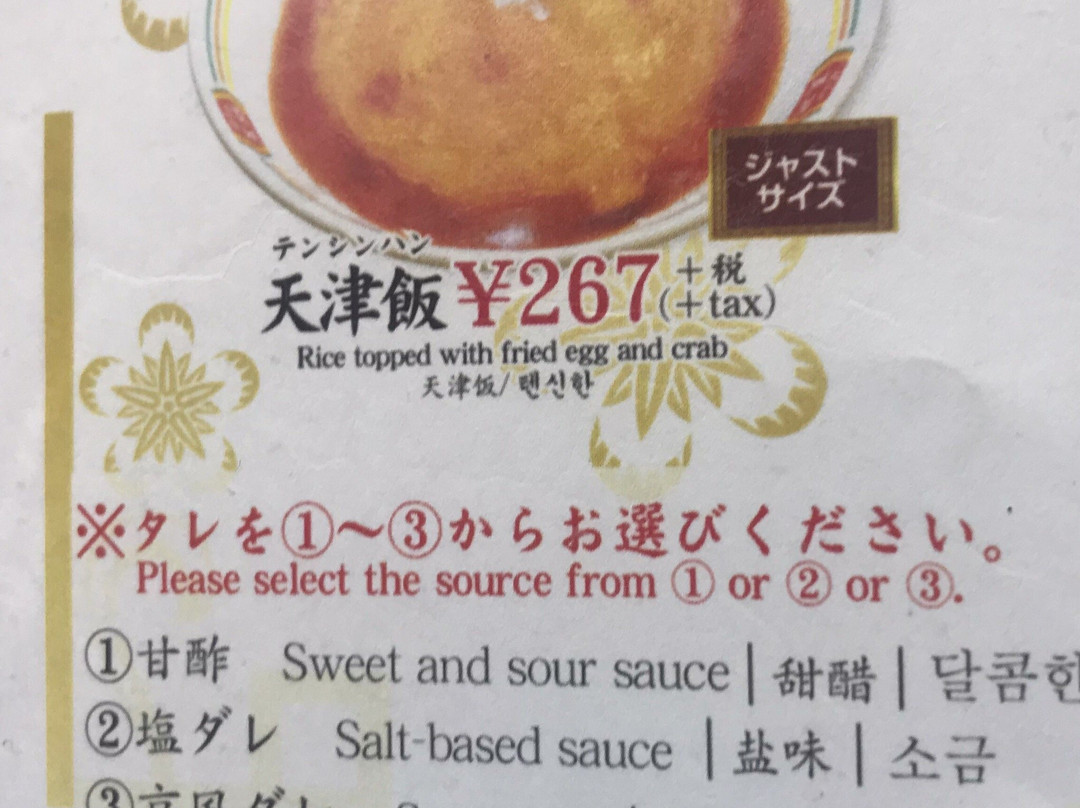 ジャスト
サイズ
テンシンハン
天津飯 ¥267 +税
(+tax)
Rice topped with fried egg and crab
天津饭/ 텐신한
※タレを①～③からお選びください。
Please select the source from ① or ② or ③.
①甘酢 Sweet and sour sauce | 甜醋 | 달콤한
②塩ダレ Salt-based sauce | 盐味 | 소금